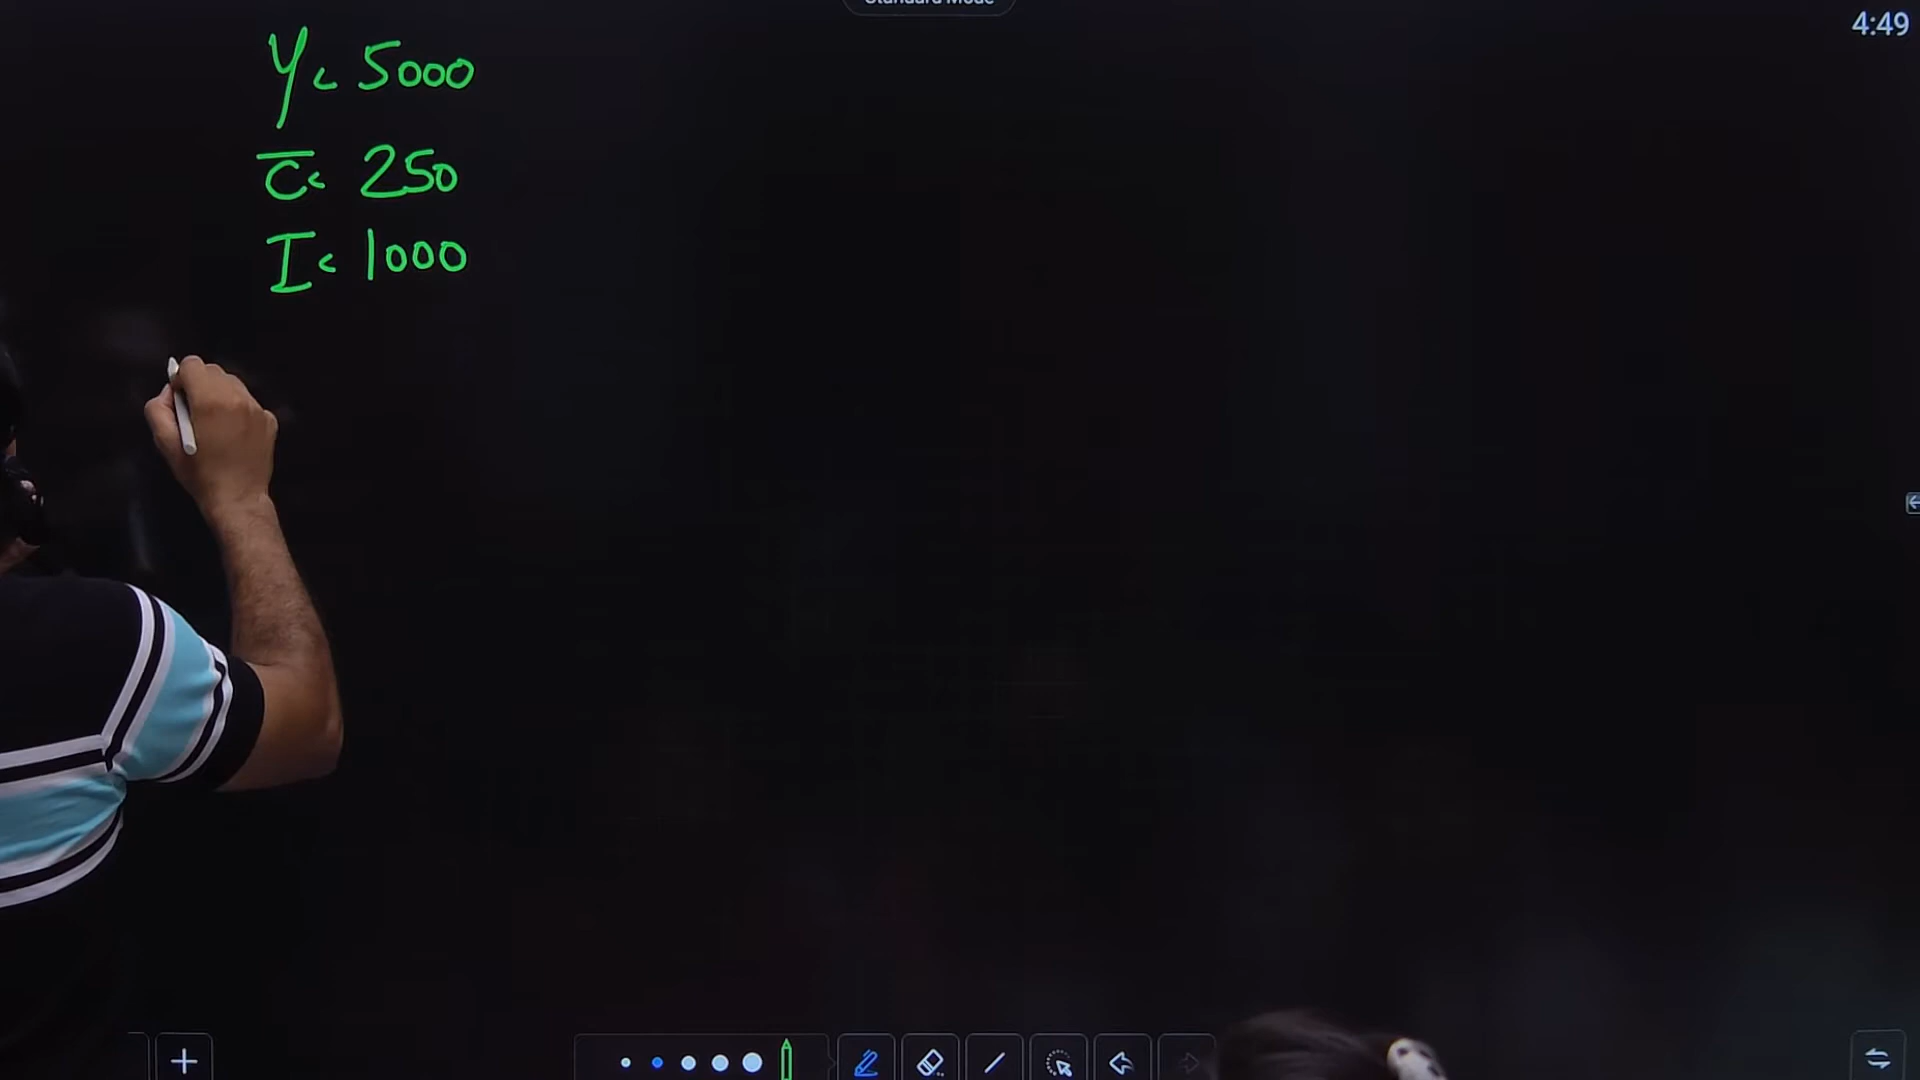 4:49
Y = 5000
C̅ = 250
I = 1000